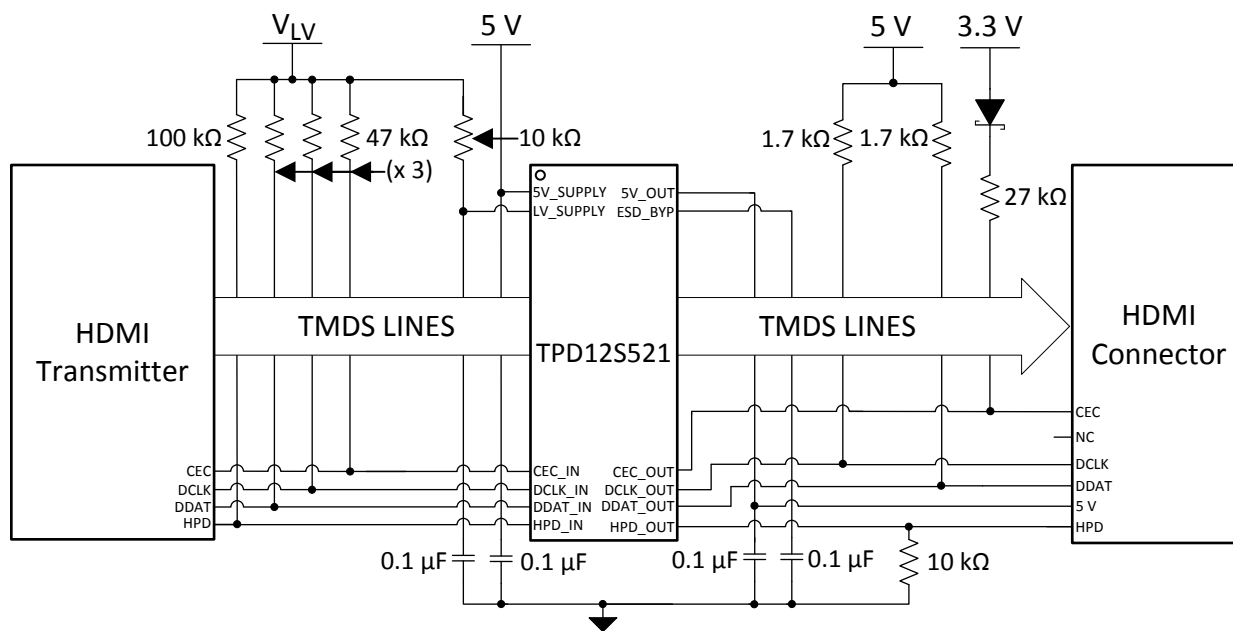 V_LV
5 V
5 V
3.3 V
100 kΩ
47 kΩ
(x 3)
10 kΩ
1.7 kΩ
1.7 kΩ
27 kΩ
5V_SUPPLY
5V_OUT
LV_SUPPLY
ESD_BYP
HDMI
Transmitter
TMDS LINES
TPD12S521
TMDS LINES
HDMI
Connector
CEC
DCLK
DDAT
HPD
CEC_IN
DCLK_IN
DDAT_IN
HPD_IN
CEC_OUT
DCLK_OUT
DDAT_OUT
HPD_OUT
CEC
NC
DCLK
DDAT
5 V
HPD
0.1 µF
0.1 µF
0.1 µF
0.1 µF
10 kΩ